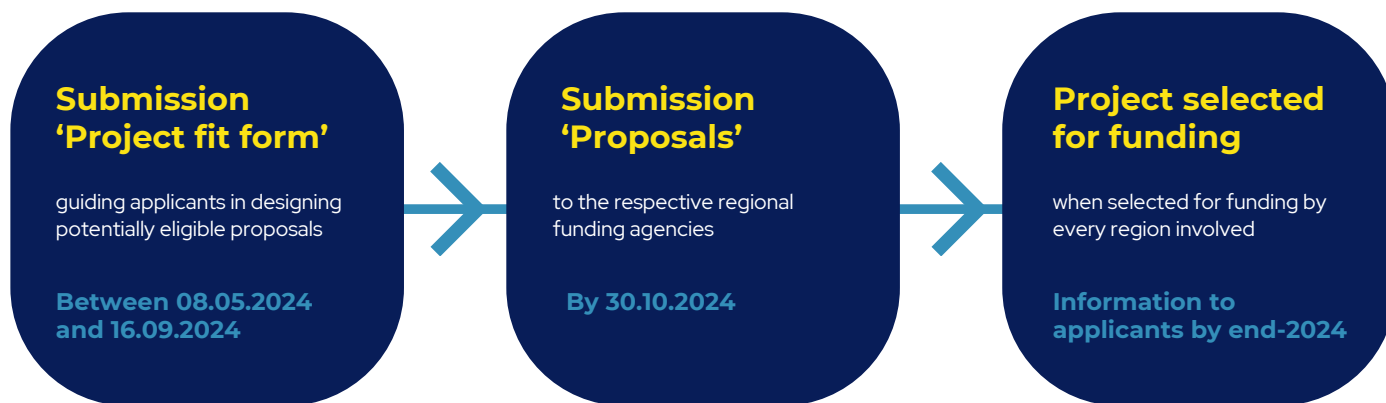 Submission
‘Project fit form’
guiding applicants in designing
potentially eligible proposals
Between 08.05.2024
and 16.09.2024
Submission
‘Proposals’
to the respective regional
funding agencies
By 30.10.2024
Project selected
for funding
when selected for funding by
every region involved
Information to
applicants by end-2024